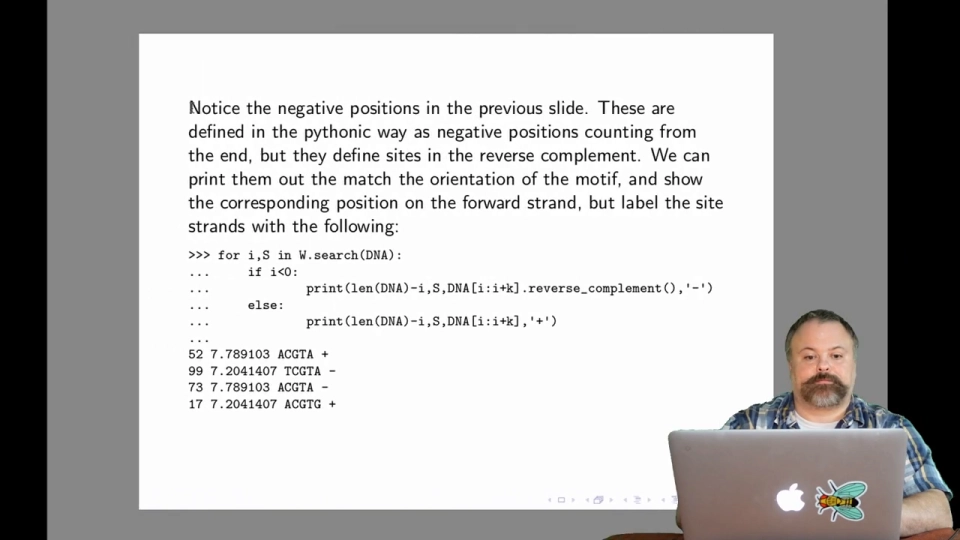 Notice the negative positions in the previous slide. These are
defined in the pythonic way as negative positions counting from
the end, but they define sites in the reverse complement. We can
print them out the match the orientation of the motif, and show
the corresponding position on the forward strand, but label the site
strands with the following:
>>> for i,S in W.search(DNA):
...     if i<0:
...             print(len(DNA)-i,S,DNA[i:i+k].reverse_complement(),'-')
...     else:
...             print(len(DNA)-i,S,DNA[i:i+k],'+')
...
52 7.789103 ACGTA +
99 7.2041407 TCGTA -
73 7.789103 ACGTA -
17 7.2041407 ACGTG +